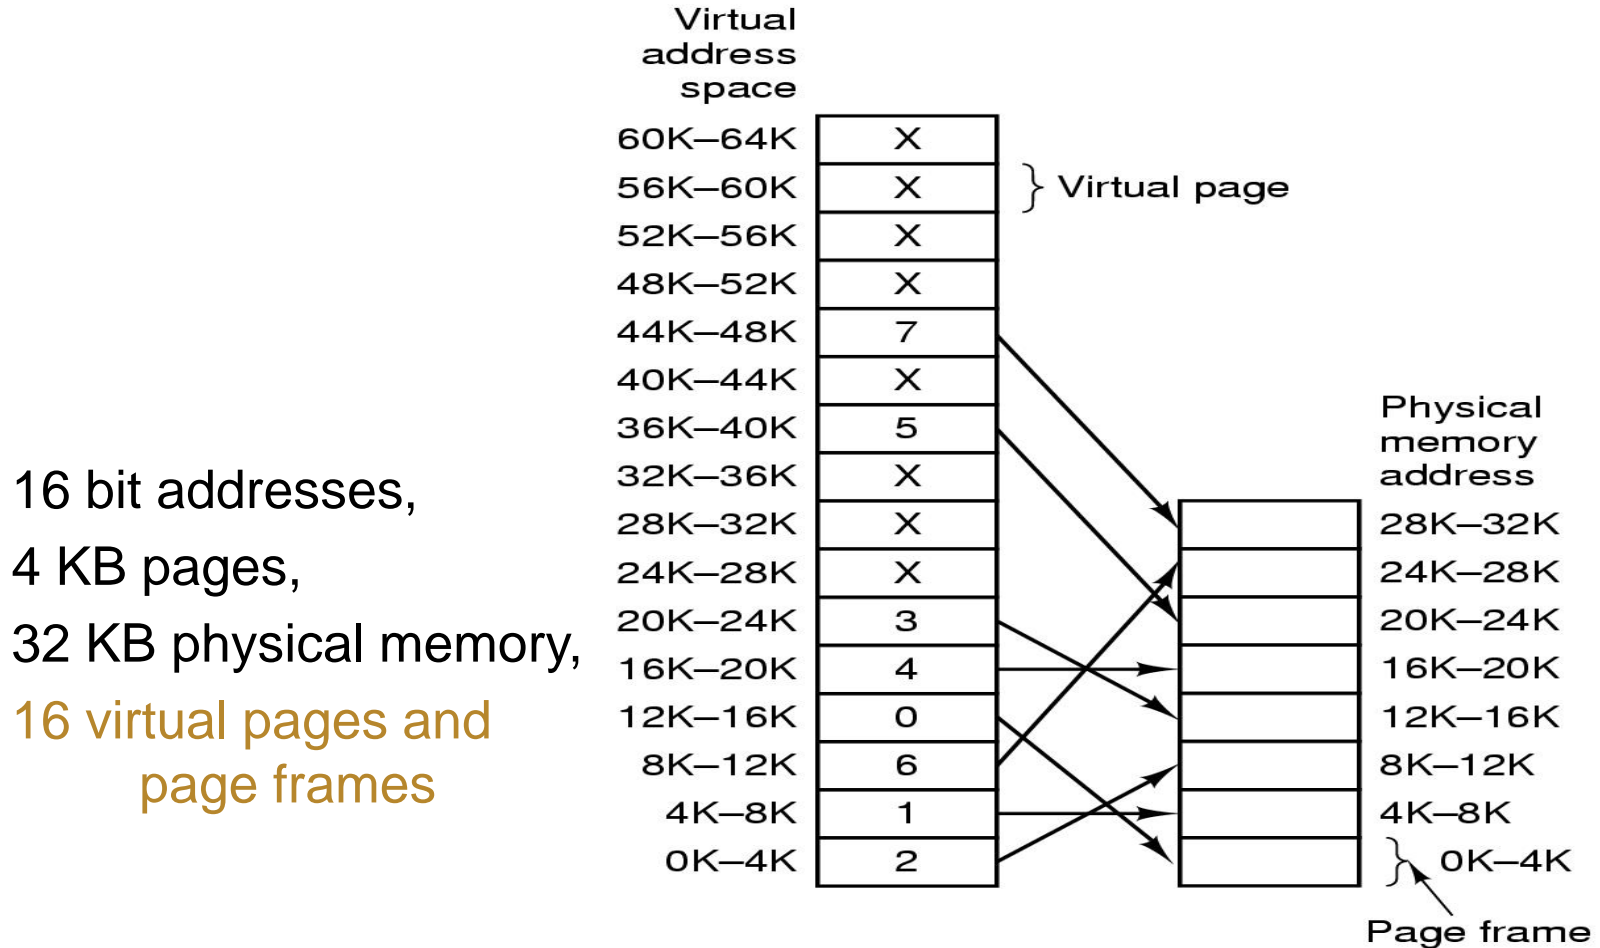 Virtual
address
space
60K–64K X
56K–60K X } Virtual page
52K–56K X
48K–52K X
44K–48K 7
40K–44K X
36K–40K 5
32K–36K X
28K–32K X
24K–28K X
20K–24K 3
16K–20K 4
12K–16K 0
8K–12K 6
4K–8K 1
0K–4K 2
16 bit addresses,
4 KB pages,
32 KB physical memory,
16 virtual pages and
page frames
Physical
memory
address
28K–32K
24K–28K
20K–24K
16K–20K
12K–16K
8K–12K
4K–8K
0K–4K
Page frame